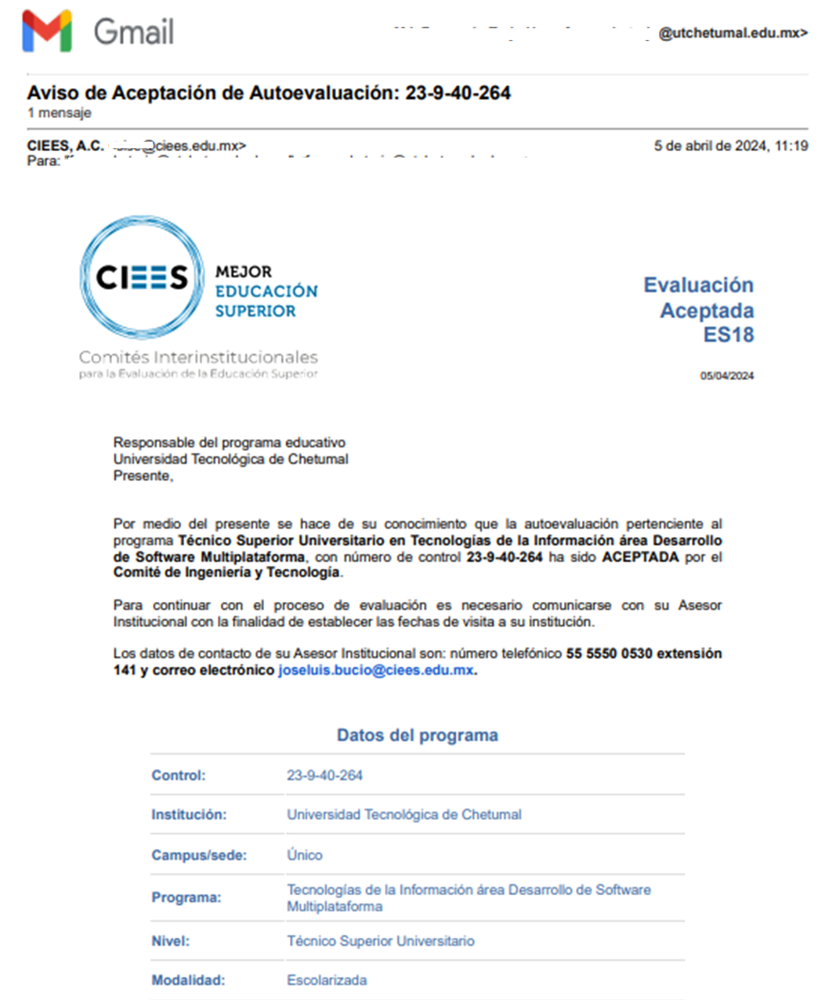 Gmail
@utchetumal.edu.mx>
Aviso de Aceptación de Autoevaluación: 23-9-40-264
1 mensaje
CIEES, A.C. @ciees.edu.mx>
5 de abril de 2024, 11:19
Para:
CIEES
MEJOR
EDUCACIÓN
SUPERIOR
Comités Interinstitucionales
para la Evaluación de la Educación Superior
Evaluación
Aceptada
ES18
05/04/2024
Responsable del programa educativo
Universidad Tecnológica de Chetumal
Presente,
Por medio del presente se hace de su conocimiento que la autoevaluación pertenciente al
programa Técnico Superior Universitario en Tecnologías de la Información área Desarrollo
de Software Multiplataforma, con número de control 23-9-40-264 ha sido ACEPTADA por el
Comité de Ingeniería y Tecnología.
Para continuar con el proceso de evaluación es necesario comunicarse con su Asesor
Institucional con la finalidad de establecer las fechas de visita a su institución.
Los datos de contacto de su Asesor Institucional son: número telefónico 55 5550 0530 extensión
141 y correo electrónico joseluis.bucio@ciees.edu.mx.
Datos del programa
Control: 23-9-40-264
Institución: Universidad Tecnológica de Chetumal
Campus/sede: Único
Programa: Tecnologías de la Información área Desarrollo de Software
Multiplataforma
Nivel: Técnico Superior Universitario
Modalidad: Escolarizada